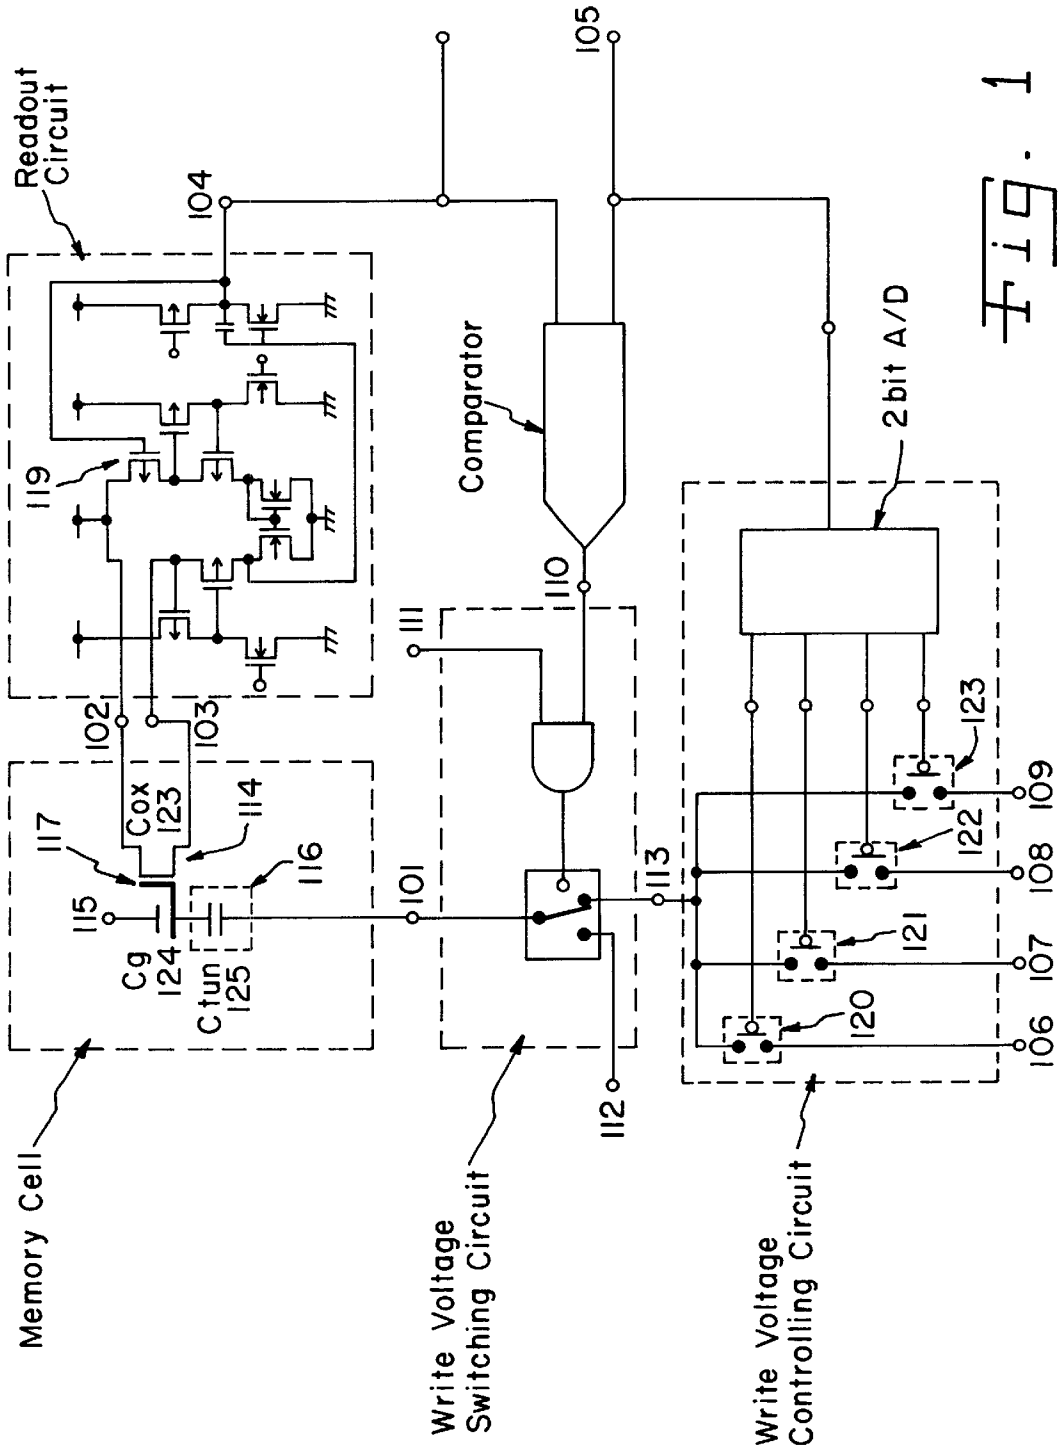 Fig. 1
Memory Cell
115
117
Cg
124
Cox
123
114
Ctun
125
116
102
103
119
Readout
Circuit
104
105
101
Write Voltage
Switching Circuit
111
110
Comparator
112
113
Write Voltage
Controlling Circuit
2bit A/D
120
121
122
123
106
107
108
109